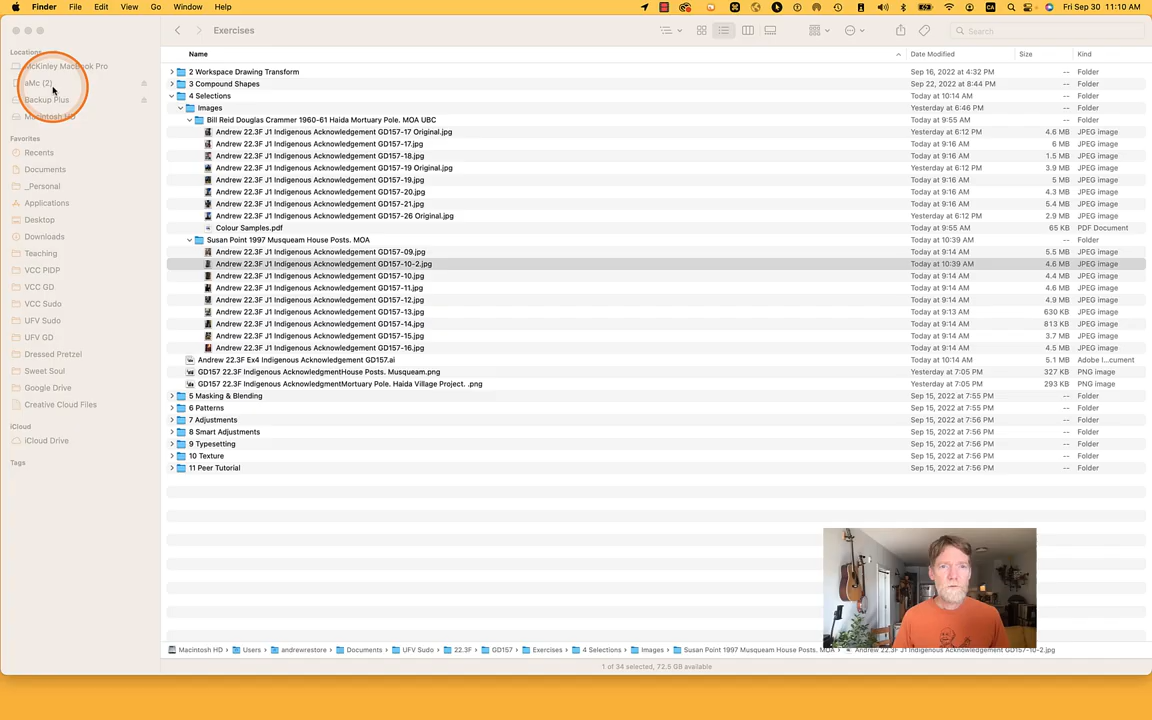 Finder File Edit View Go Window Help
CA
Fri Sep 30 11:10 AM
Exercises
Search
Locations
McKinley MacBook Pro
aMc (2)
Backup Plus
Macintosh HD
Favorites
Recents
Documents
_Personal
Applications
Desktop
Downloads
Teaching
VCC PIDP
VCC GD
VCC Sudo
UFV Sudo
UFV GD
Dressed Pretzel
Sweet Soul
Google Drive
Creative Cloud Files
iCloud
iCloud Drive
Tags
Name Date Modified Size Kind
2 Workspace Drawing Transform Sep 16, 2022 at 4:32 PM -- Folder
3 Compound Shapes Sep 22, 2022 at 8:44 PM -- Folder
4 Selections Today at 10:14 AM -- Folder
Images Yesterday at 6:46 PM -- Folder
Bill Reid Douglas Crammer 1960-61 Haida Mortuary Pole. MOA UBC Today at 9:55 AM -- Folder
Andrew 22.3F J1 Indigenous Acknowledgement GD157-17 Original.jpg Yesterday at 6:12 PM 4.6 MB JPEG image
Andrew 22.3F J1 Indigenous Acknowledgement GD157-17.jpg Today at 9:16 AM 6 MB JPEG image
Andrew 22.3F J1 Indigenous Acknowledgement GD157-18.jpg Today at 9:16 AM 1.5 MB JPEG image
Andrew 22.3F J1 Indigenous Acknowledgement GD157-19 Original.jpg Yesterday at 6:12 PM 3.9 MB JPEG image
Andrew 22.3F J1 Indigenous Acknowledgement GD157-19.jpg Today at 9:16 AM 5 MB JPEG image
Andrew 22.3F J1 Indigenous Acknowledgement GD157-20.jpg Today at 9:16 AM 4.3 MB JPEG image
Andrew 22.3F J1 Indigenous Acknowledgement GD157-21.jpg Today at 9:16 AM 5.4 MB JPEG image
Andrew 22.3F J1 Indigenous Acknowledgement GD157-26 Original.jpg Yesterday at 6:12 PM 2.9 MB JPEG image
Colour Samples.pdf Today at 9:55 AM 65 KB PDF Document
Susan Point 1997 Musqueam House Posts. MOA Today at 10:39 AM -- Folder
Andrew 22.3F J1 Indigenous Acknowledgement GD157-09.jpg Today at 9:14 AM 5.5 MB JPEG image
Andrew 22.3F J1 Indigenous Acknowledgement GD157-10-2.jpg Today at 10:39 AM 4.6 MB JPEG image
Andrew 22.3F J1 Indigenous Acknowledgement GD157-10.jpg Today at 9:14 AM 4.4 MB JPEG image
Andrew 22.3F J1 Indigenous Acknowledgement GD157-11.jpg Today at 9:14 AM 4.6 MB JPEG image
Andrew 22.3F J1 Indigenous Acknowledgement GD157-12.jpg Today at 9:14 AM 4.9 MB JPEG image
Andrew 22.3F J1 Indigenous Acknowledgement GD157-13.jpg Today at 9:13 AM 630 KB JPEG image
Andrew 22.3F J1 Indigenous Acknowledgement GD157-14.jpg Today at 9:14 AM 813 KB JPEG image
Andrew 22.3F J1 Indigenous Acknowledgement GD157-15.jpg Today at 9:14 AM 3.7 MB JPEG image
Andrew 22.3F J1 Indigenous Acknowledgement GD157-16.jpg Today at 9:14 AM 4.5 MB JPEG image
Andrew 22.3F Ex4 Indigenous Acknowledgement GD157.ai Today at 10:14 AM 5.1 MB Adobe I...cument
GD157 22.3F Indigenous AcknowledgmentHouse Posts. Musqueam.png Yesterday at 7:05 PM 327 KB PNG image
GD157 22.3F Indigenous AcknowledgmentMortuary Pole. Haida Village Project. .png Yesterday at 7:05 PM 293 KB PNG image
5 Masking & Blending Sep 15, 2022 at 7:55 PM -- Folder
6 Patterns Sep 15, 2022 at 7:55 PM -- Folder
7 Adjustments Sep 15, 2022 at 7:56 PM -- Folder
8 Smart Adjustments Sep 15, 2022 at 7:56 PM -- Folder
9 Typesetting Sep 15, 2022 at 7:56 PM -- Folder
10 Texture Sep 15, 2022 at 7:56 PM -- Folder
11 Peer Tutorial Sep 15, 2022 at 7:56 PM -- Folder
Macintosh HD › Users › andrewrestore › Documents › UFV Sudo › 22.3F › GD157 › Exercises › 4 Selections › Images › Susan Point 1997 Musqueam House Posts. MOA › Andrew 22.3F J1 Indigenous Acknowledgement GD157-10-2.jpg
1 of 34 selected, 72.5 GB available